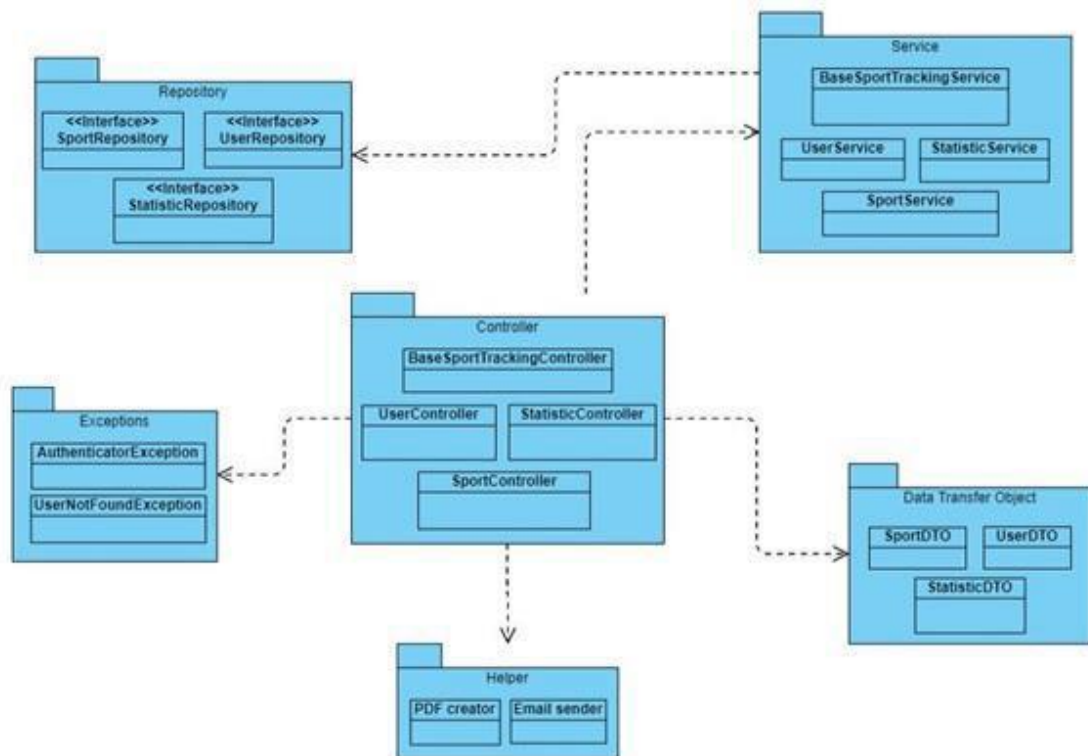 Service
BaseSportTrackingService
UserService
StatisticService
SportService
Repository
<<Interface>>
SportRepository
<<Interface>>
UserRepository
<<Interface>>
StatisticRepository
Controller
BaseSportTrackingController
UserController
StatisticController
SportController
Exceptions
AuthenticatorException
UserNotFoundException
Data Transfer Object
SportDTO
UserDTO
StatisticDTO
Helper
PDF creator
Email sender